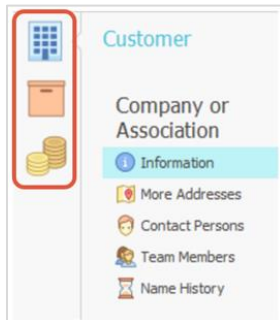 Customer
Company or
Association
Information
More Addresses
Contact Persons
Team Members
Name History